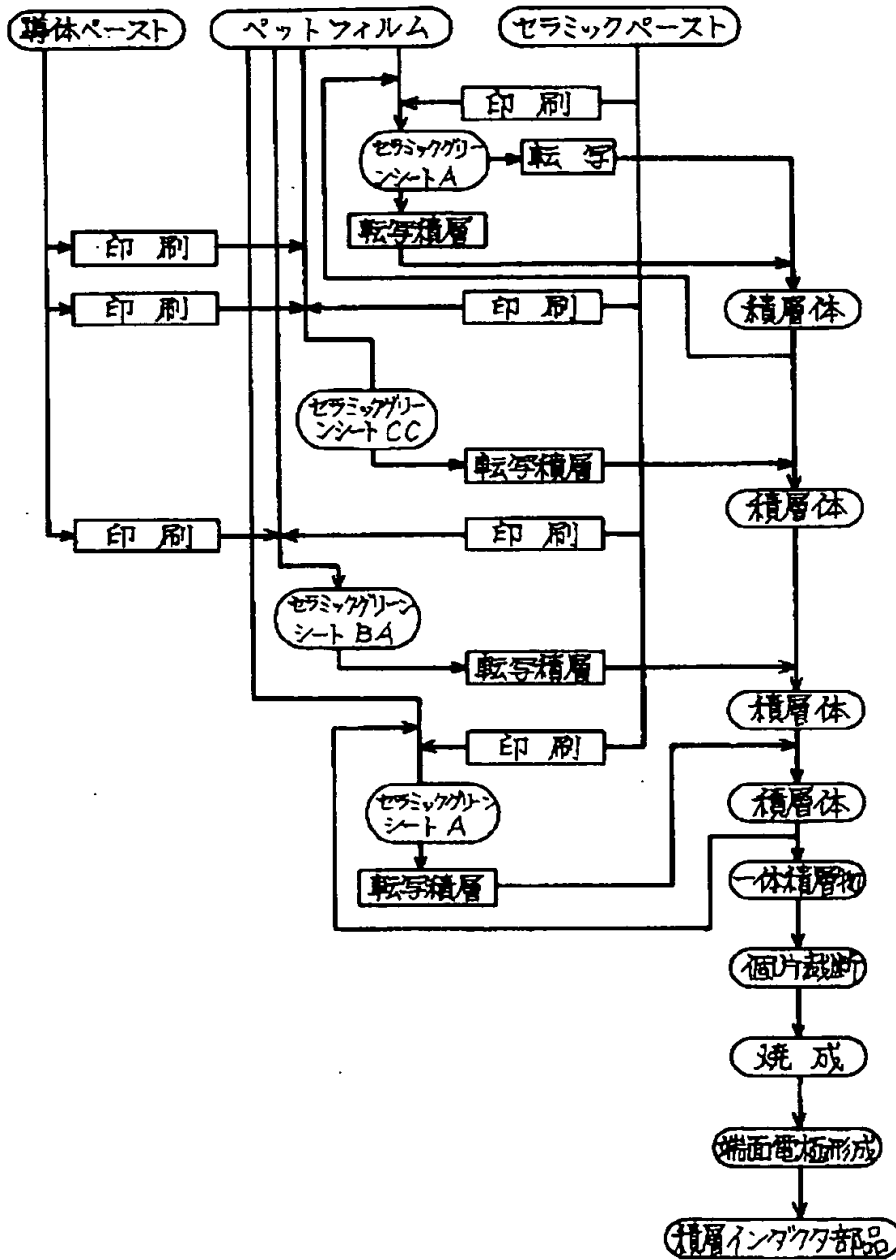 導体ペースト
ペットフィルム
セラミックペースト
印刷
セラミックグリー
ンシートA
転写
転写積層
印刷
印刷
印刷
積層体
セラミックグリー
ンシートCC
転写積層
積層体
印刷
印刷
セラミックグリーン
シートBA
転写積層
積層体
印刷
セラミックグリーン
シートA
積層体
転写積層
一体積層物
個片裁断
焼成
端面電極形成
積層インダクタ部品